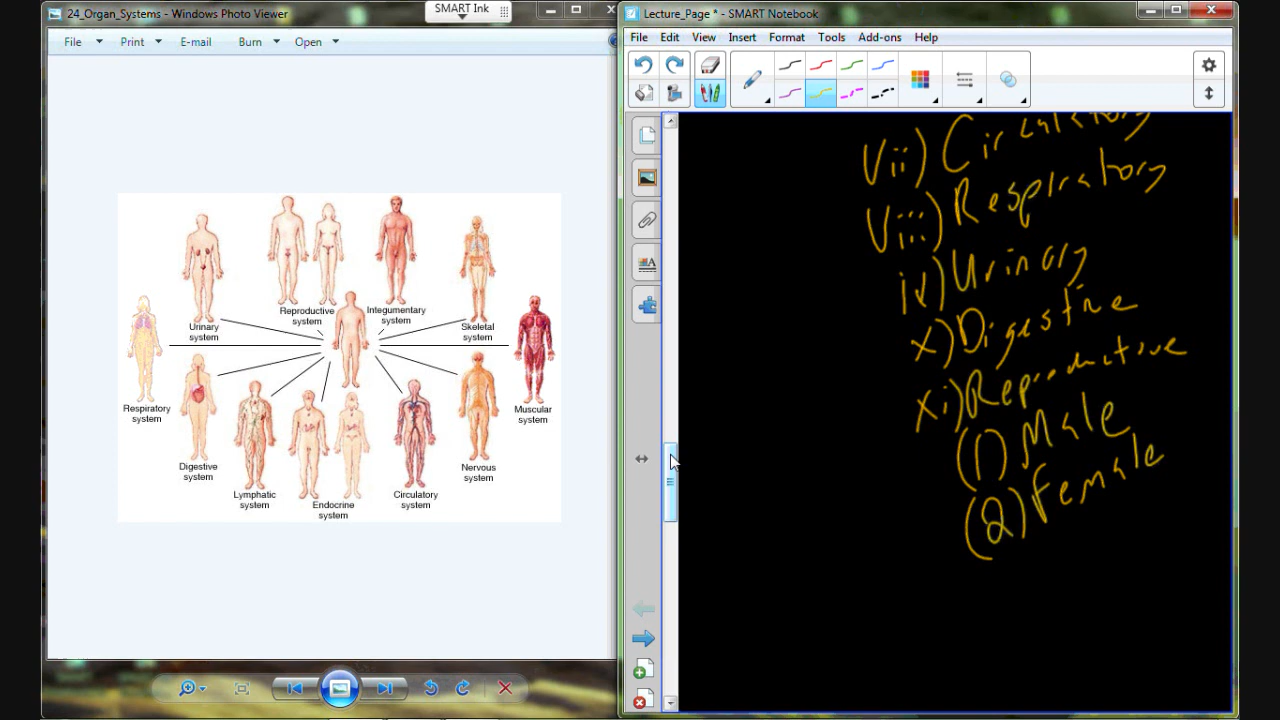 24_Organ_Systems - Windows Photo Viewer
SMART Ink
File Print E-mail Burn Open
Urinary
system
Reproductive
system
Integumentary
system
Skeletal
system
Respiratory
system
Muscular
system
Digestive
system
Nervous
system
Lymphatic
system
Endocrine
system
Circulatory
system
Lecture_Page * - SMART Notebook
File Edit View Insert Format Tools Add-ons Help
vii) Circulatory
viii) Respiratory
ix) Urinary
x) Digestive
xi) Reproductive
(1) Male
(2) Female